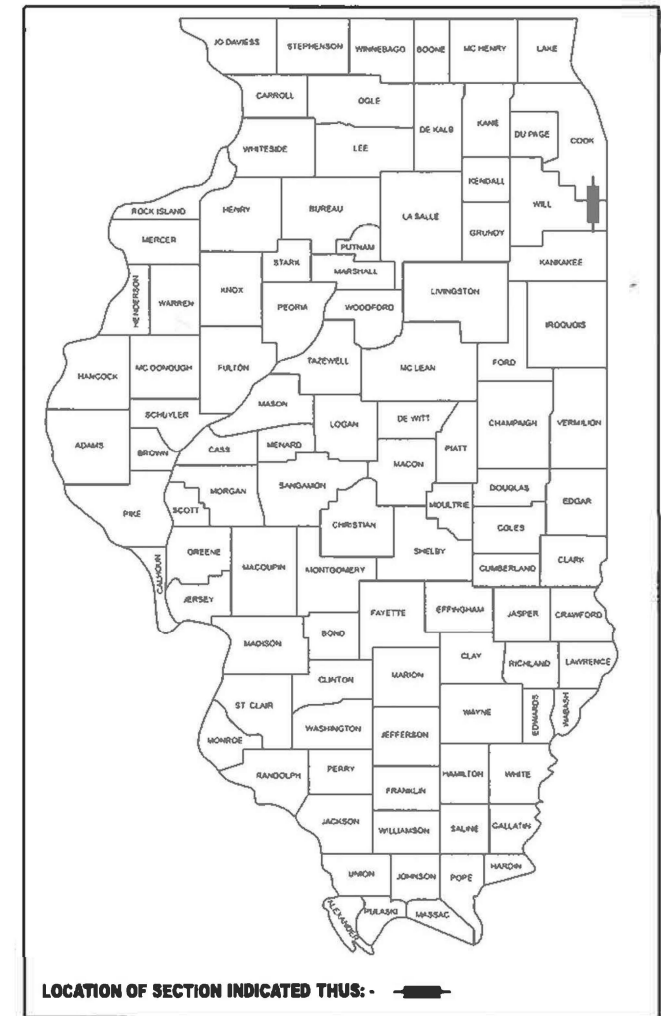 JO DAVIESS STEPHENSON WINNEBAGO BOONE MC HENRY LAKE
CARROLL OGLE DE KALB KANE DU PAGE COOK
WHITESIDE LEE
KENDALL WILL
ROCK ISLAND HENRY BUREAU LA SALLE GRUNDY
MERCER PUTNAM KANKAKEE
STARK MARSHALL
HENDERSON WARREN KNOX PEORIA WOODFORD LIVINGSTON IROQUOIS
HANCOCK MC DONOUGH FULTON TAZEWELL MC LEAN FORD
MASON
SCHUYLER LOGAN DE WITT CHAMPAIGH VERMILION
ADAMS BROWN CASS MENARD MACON PIATT
MORGAN SANGAMON DOUGLAS EDGAR
PIKE SCOTT CHRISTIAN MOULTRIE COLES
GREENE MACOUPIN MONTGOMERY SHELBY CUMBERLAND CLARK
CALHOUN JERSEY FAYETTE EFFINGHAM JASPER CRAWFORD
MADISON BOND CLAY RICHLAND LAWRENCE
CLINTON MARION
ST CLAIR WASHINGTON JEFFERSON WAYNE EDWARDS WABASH
MONROE
RANDOLPH PERRY FRANKLIN HAMILTON WHITE
JACKSON WILLIAMSON SALINE GALLATIN
UNION JOHNSON POPE HARDIN
ALEXANDER PULASKI MASSAC
LOCATION OF SECTION INDICATED THUS: -